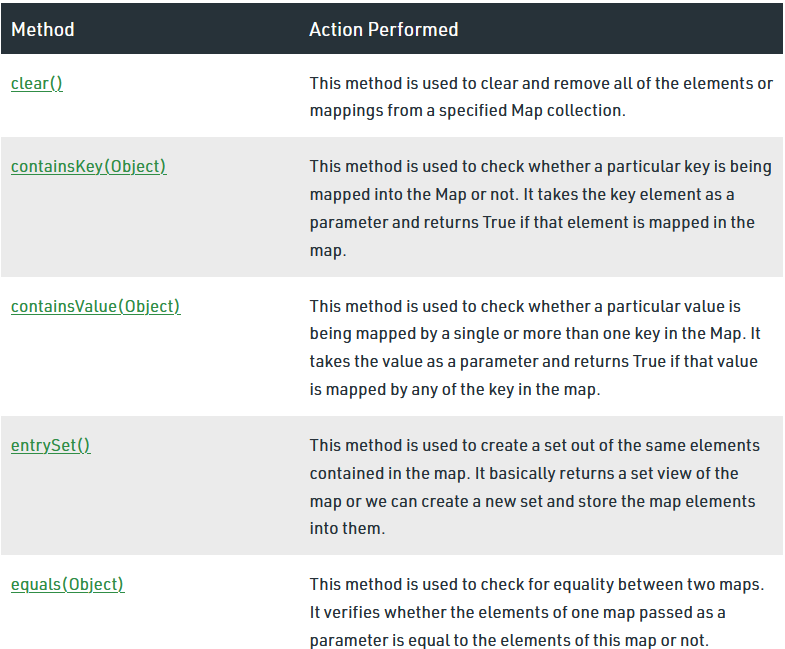 Method Action Performed
clear() This method is used to clear and remove all of the elements or
mappings from a specified Map collection.
containsKey(Object) This method is used to check whether a particular key is being
mapped into the Map or not. It takes the key element as a
parameter and returns True if that element is mapped in the
map.
containsValue(Object) This method is used to check whether a particular value is
being mapped by a single or more than one key in the Map. It
takes the value as a parameter and returns True if that value
is mapped by any of the key in the map.
entrySet() This method is used to create a set out of the same elements
contained in the map. It basically returns a set view of the
map or we can create a new set and store the map elements
into them.
equals(Object) This method is used to check for equality between two maps.
It verifies whether the elements of one map passed as a
parameter is equal to the elements of this map or not.